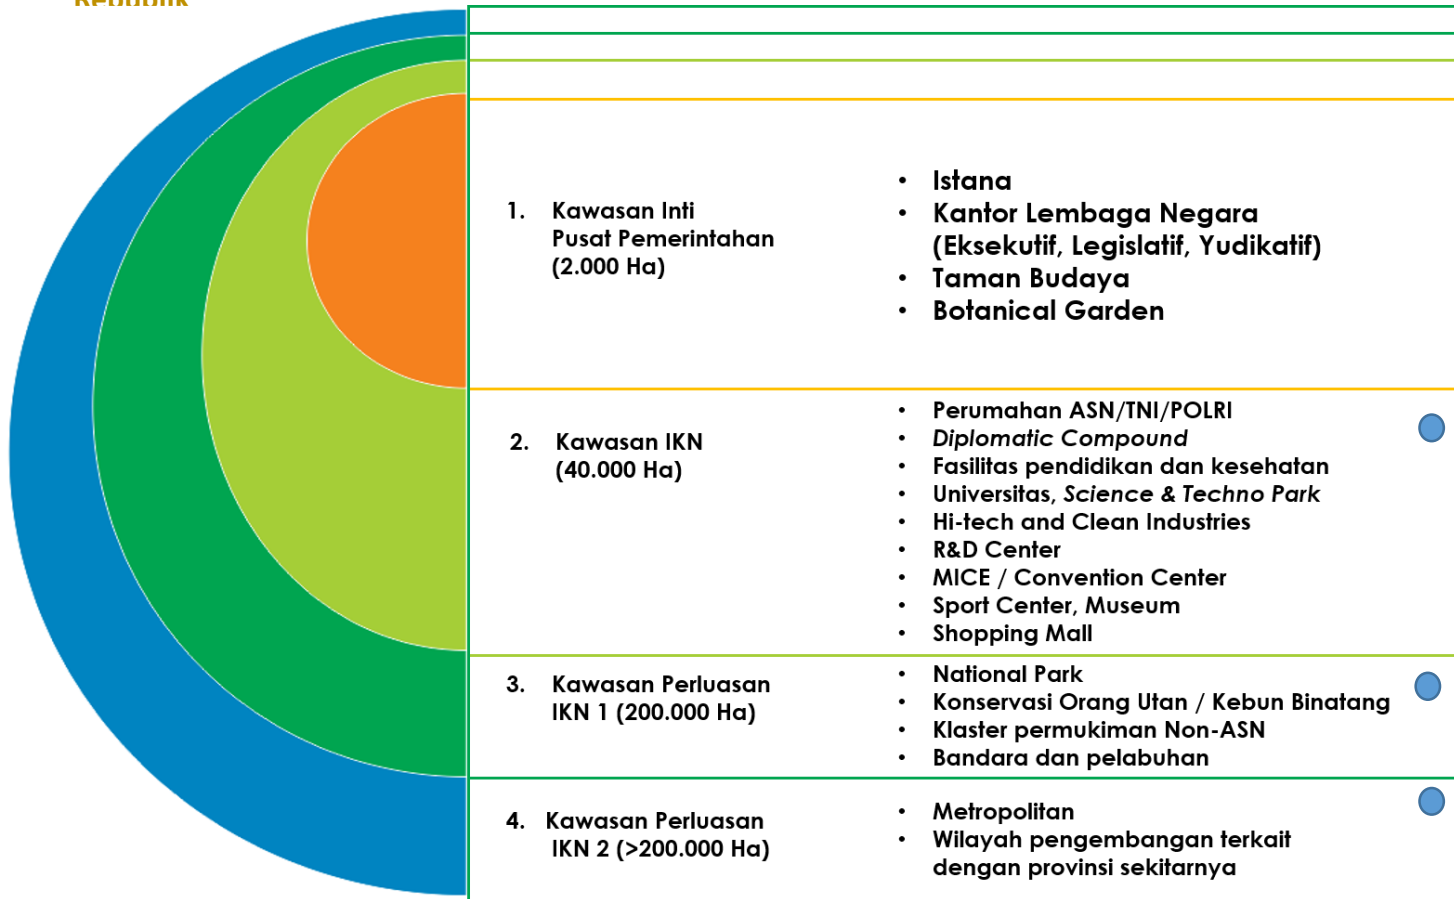 Republik
1. Kawasan Inti
Pusat Pemerintahan
(2.000 Ha)
• Istana
• Kantor Lembaga Negara
(Eksekutif, Legislatif, Yudikatif)
• Taman Budaya
• Botanical Garden
2. Kawasan IKN
(40.000 Ha)
• Perumahan ASN/TNI/POLRI
• Diplomatic Compound
• Fasilitas pendidikan dan kesehatan
• Universitas, Science & Techno Park
• Hi-tech and Clean Industries
• R&D Center
• MICE / Convention Center
• Sport Center, Museum
• Shopping Mall
3. Kawasan Perluasan
IKN 1 (200.000 Ha)
• National Park
• Konservasi Orang Utan / Kebun Binatang
• Klaster permukiman Non-ASN
• Bandara dan pelabuhan
4. Kawasan Perluasan
IKN 2 (>200.000 Ha)
• Metropolitan
• Wilayah pengembangan terkait
dengan provinsi sekitarnya